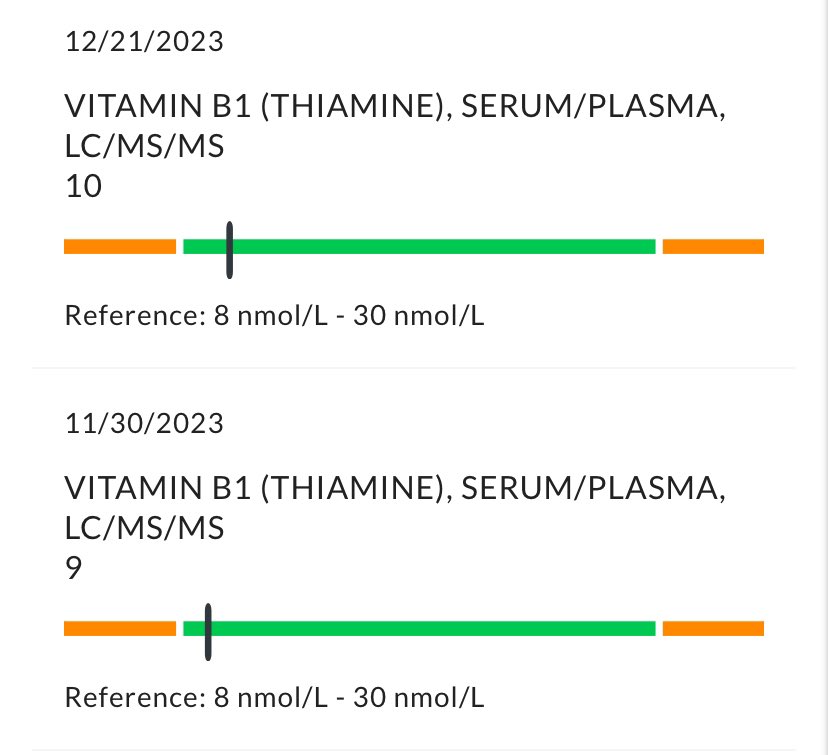 12/21/2023
VITAMIN B1 (THIAMINE), SERUM/PLASMA,
LC/MS/MS
10
Reference: 8 nmol/L - 30 nmol/L
11/30/2023
VITAMIN B1 (THIAMINE), SERUM/PLASMA,
LC/MS/MS
9
Reference: 8 nmol/L - 30 nmol/L